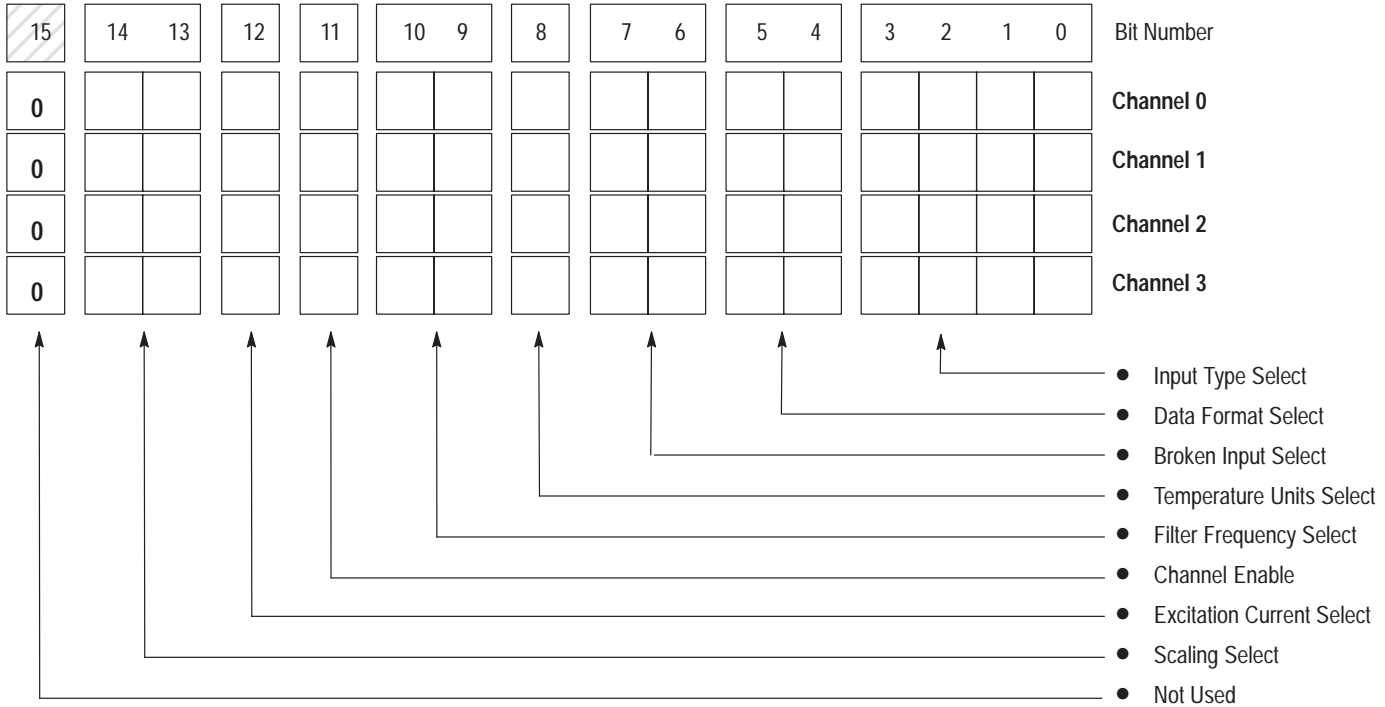 15 14 13 12 11 10 9 8 7 6 5 4 3 2 1 0 Bit Number
0 Channel 0
0 Channel 1
0 Channel 2
0 Channel 3
● Input Type Select
● Data Format Select
● Broken Input Select
● Temperature Units Select
● Filter Frequency Select
● Channel Enable
● Excitation Current Select
● Scaling Select
● Not Used